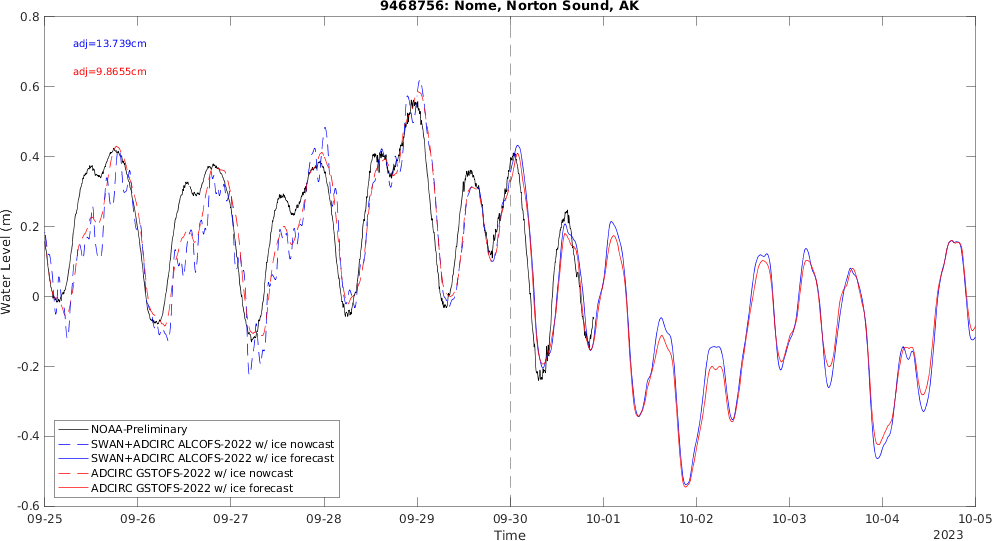 9468756: Nome, Norton Sound, AK
0.8
adj=13.739cm
adj=9.8655cm
0.6
0.4
0.2
0
-0.2
-0.4
-0.6
Water Level (m)
NOAA-Preliminary
SWAN+ADCIRC ALCOFS-2022 w/ ice nowcast
SWAN+ADCIRC ALCOFS-2022 w/ ice forecast
ADCIRC GSTOFS-2022 w/ ice nowcast
ADCIRC GSTOFS-2022 w/ ice forecast
09-25 09-26 09-27 09-28 09-29 09-30 10-01 10-02 10-03 10-04 10-05
Time
2023